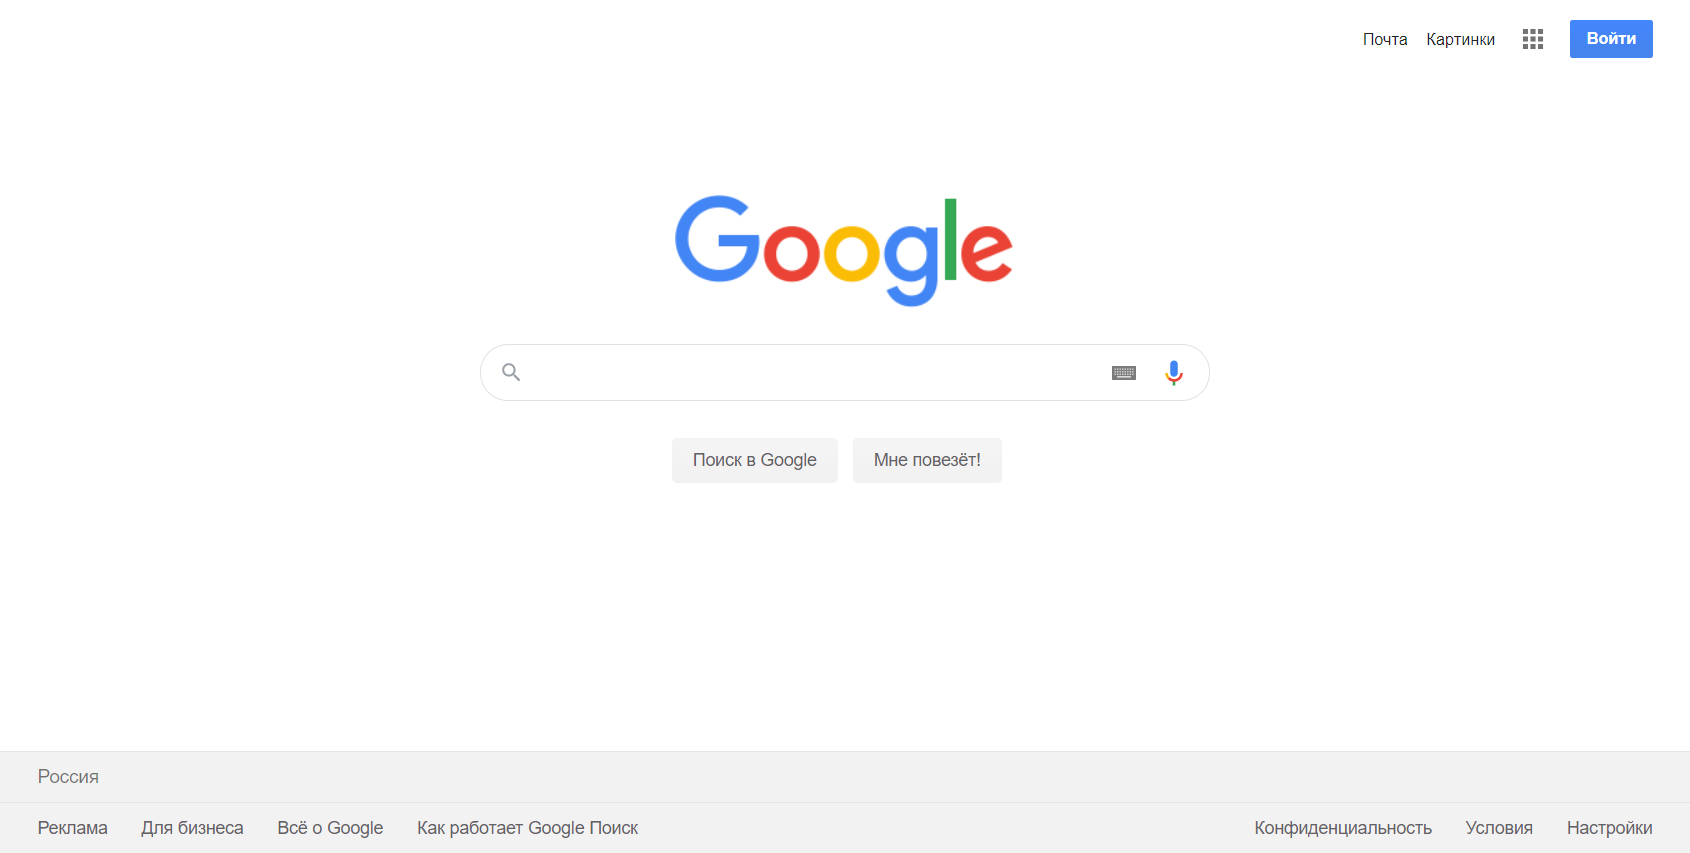 Почта Картинки Войти
Google
Поиск в Google Мне повезёт!
Россия
Реклама Для бизнеса Всё о Google Как работает Google Поиск Конфиденциальность Условия Настройки